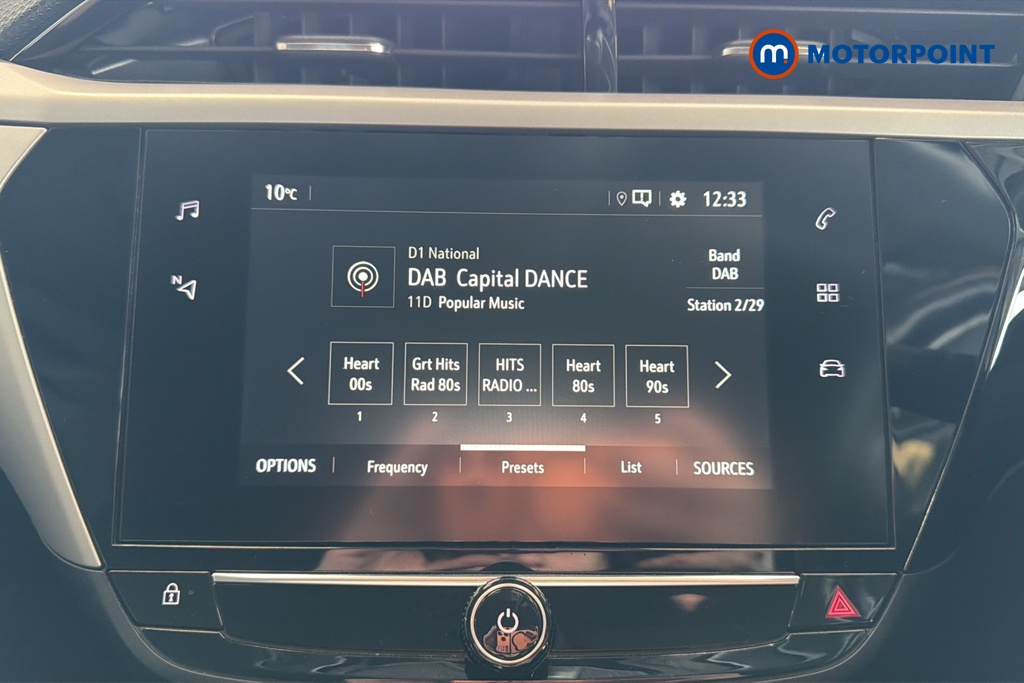 m. MOTORPOINT
10°C
12:33
D1 National
DAB Capital DANCE
11D Popular Music
Band
DAB
Station 2/29
N
Heart
00s
1
Grt Hits
Rad 80s
2
HITS
RADIO ...
3
Heart
80s
4
Heart
90s
5
OPTIONS
Frequency
Presets
List
SOURCES